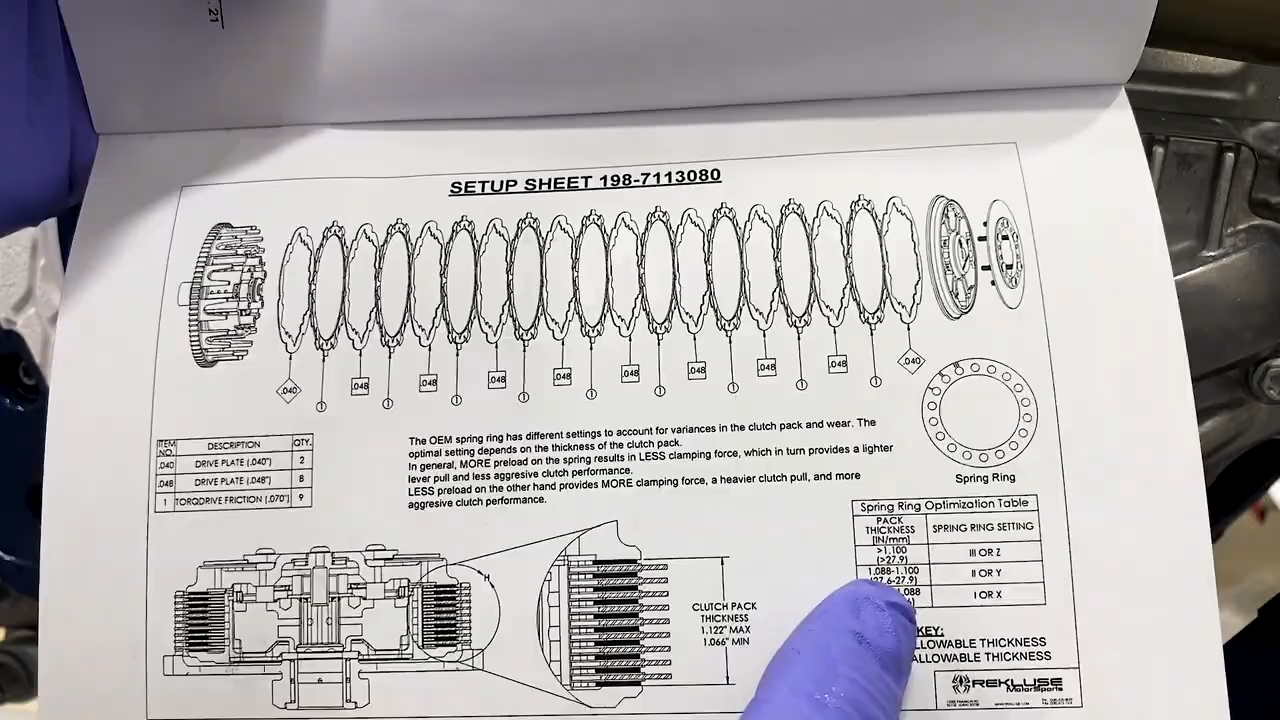 .21
SETUP SHEET 198-7113080
.040 .048 .048 .048 .048 .048 .048 .048 .048 .040
1 1 1 1 1 1 1 1 1
ITEM NO. DESCRIPTION QTY.
.040 DRIVE PLATE (.040") 2
.048 DRIVE PLATE (.048") 8
1 TORQDRIVE FRICTION (.070") 9
The OEM spring ring has different settings to account for variances in the clutch pack and wear. The
optimal setting depends on the thickness of the clutch pack.
In general, MORE preload on the spring results in LESS clamping force, which in turn provides a lighter
lever pull and less aggresive clutch performance.
LESS preload on the other hand provides MORE clamping force, a heavier clutch pull, and more
aggresive clutch performance.
Spring Ring
Spring Ring Optimization Table
PACK THICKNESS [IN/mm] SPRING RING SETTING
>1.100 (>27.9) III OR Z
1.088-1.100 27.6-27.9) II OR Y
.088 I OR X
H
CLUTCH PACK
THICKNESS
1.122" MAX
1.066" MIN
KEY:
ALLOWABLE THICKNESS
ALLOWABLE THICKNESS
REKLUSE
MotorSports